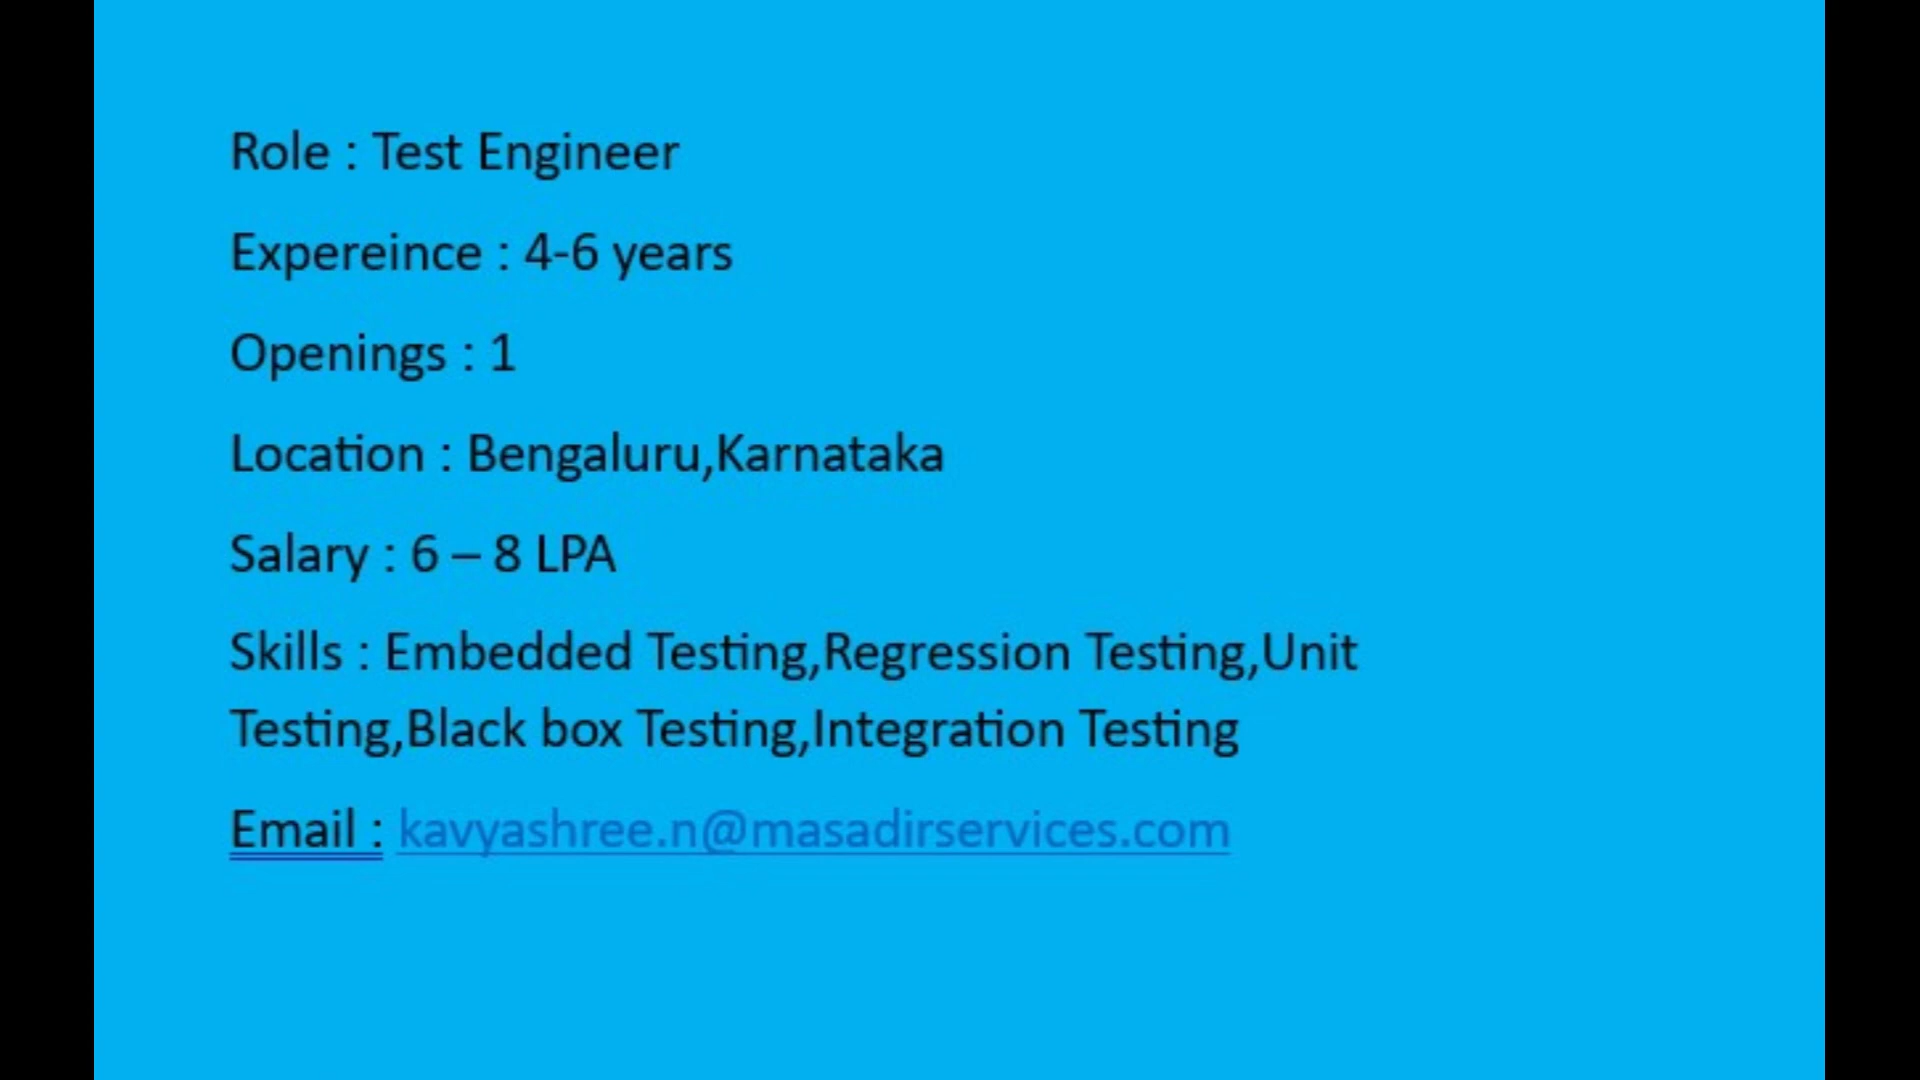 Role : Test Engineer
Expereince : 4-6 years
Openings : 1
Location : Bengaluru,Karnataka
Salary : 6 – 8 LPA
Skills : Embedded Testing,Regression Testing,Unit
Testing,Black box Testing,Integration Testing
Email : kavyashree.n@masadirservices.com